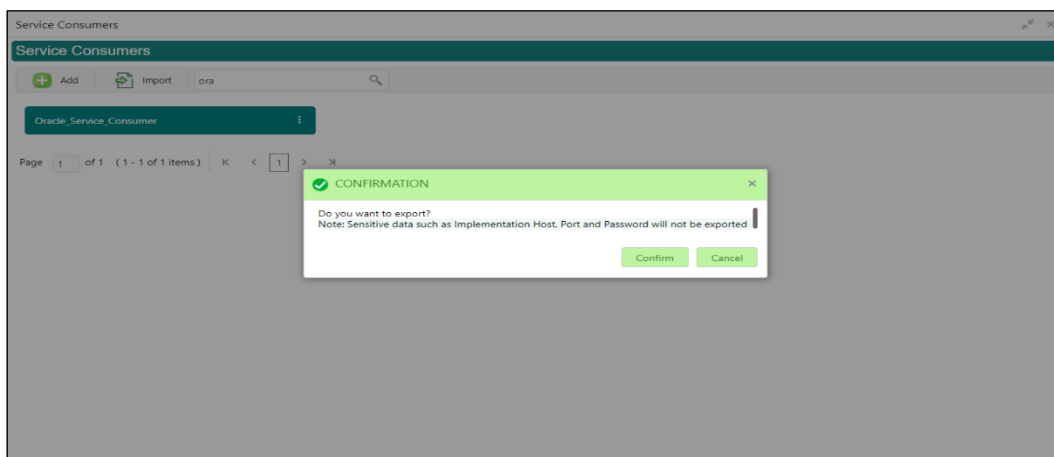 Service Consumers
Service Consumers
Add Import ora
Oracle_Service_Consumer
Page 1 of 1 (1 - 1 of 1 items) K < 1 > X
CONFIRMATION
Do you want to export?
Note: Sensitive data such as Implementation Host, Port and Password will not be exported
Confirm Cancel